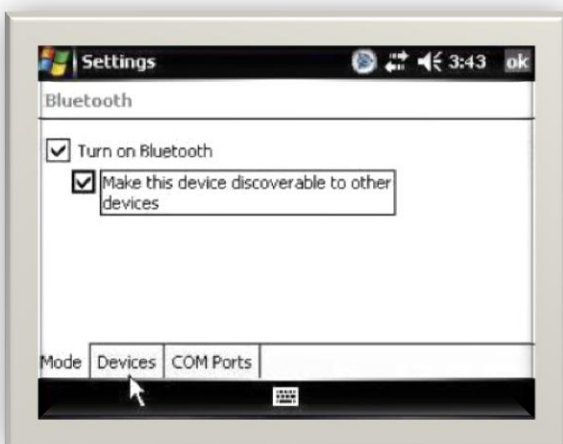 Settings 3:43 ok
Bluetooth
Turn on Bluetooth
Make this device discoverable to other
devices
Mode Devices COM Ports